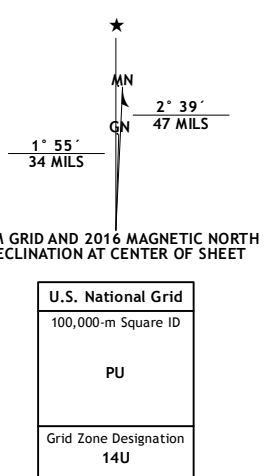 ★
MN
2° 39´
GN
47 MILS
1° 55´
34 MILS
M GRID AND 2016 MAGNETIC NORTH
ECLINATION AT CENTER OF SHEET
U.S. National Grid
100,000-m Square ID
PU
Grid Zone Designation
14U